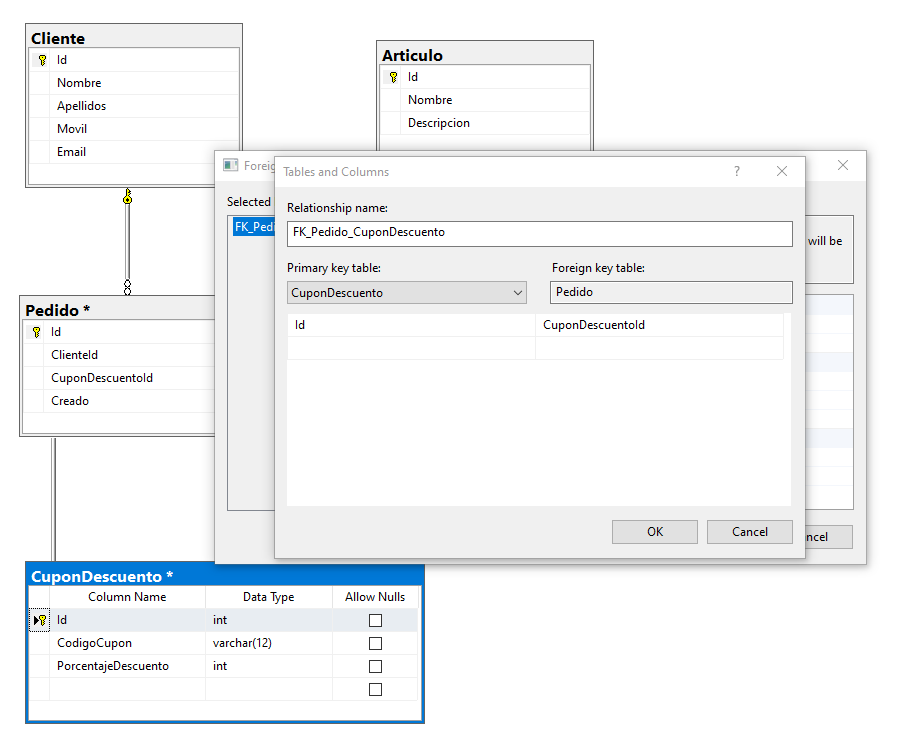 Cliente
Id
Nombre
Apellidos
Movil
Email
Articulo
Id
Nombre
Descripcion
Pedido *
Id
ClienteId
CuponDescuentoId
Creado
Foreig
Selected
FK_Pedi
will be
ncel
Tables and Columns
?
Relationship name:
FK_Pedido_CuponDescuento
Primary key table:
Foreign key table:
CuponDescuento
Pedido
Id CuponDescuentoId
OK Cancel
CuponDescuento *
Column Name Data Type Allow Nulls
Id int
CodigoCupon varchar(12)
PorcentajeDescuento int